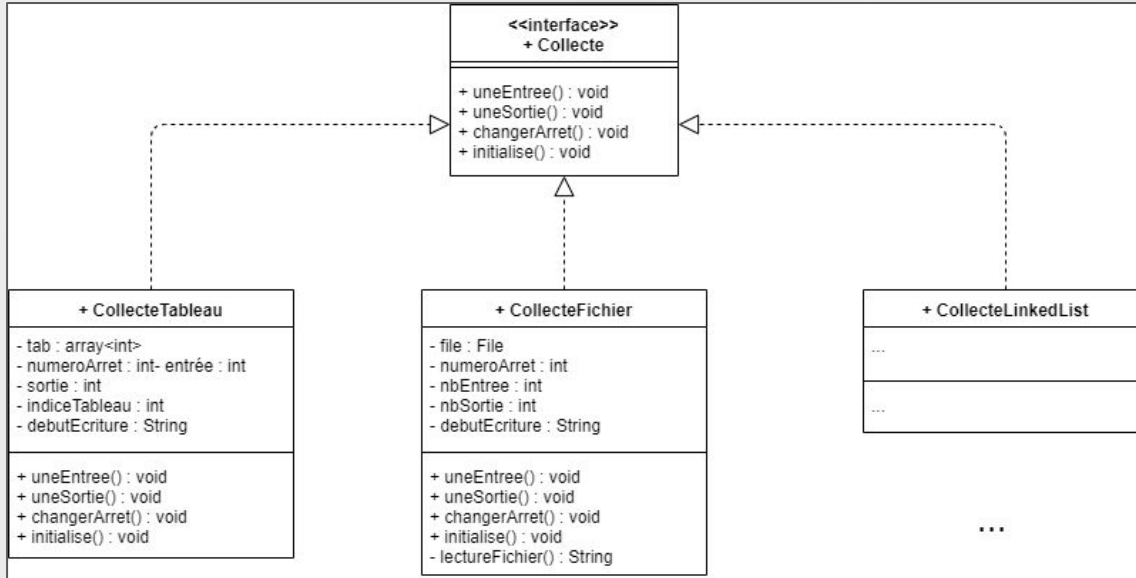 <<interface>>
+ Collecte
+ uneEntree() : void
+ uneSortie() : void
+ changerArret() : void
+ initialise() : void
+ CollecteTableau
- tab : array<int>
- numeroArret : int- entrée : int
- sortie : int
- indiceTableau : int
- debutEcriture : String
+ uneEntree() : void
+ uneSortie() : void
+ changerArret() : void
+ initialise() : void
+ CollecteFichier
- file : File
- numeroArret : int
- nbEntree : int
- nbSortie : int
- debutEcriture : String
+ uneEntree() : void
+ uneSortie() : void
+ changerArret() : void
+ initialise() : void
- lectureFichier() : String
+ CollecteLinkedList
...
...
...